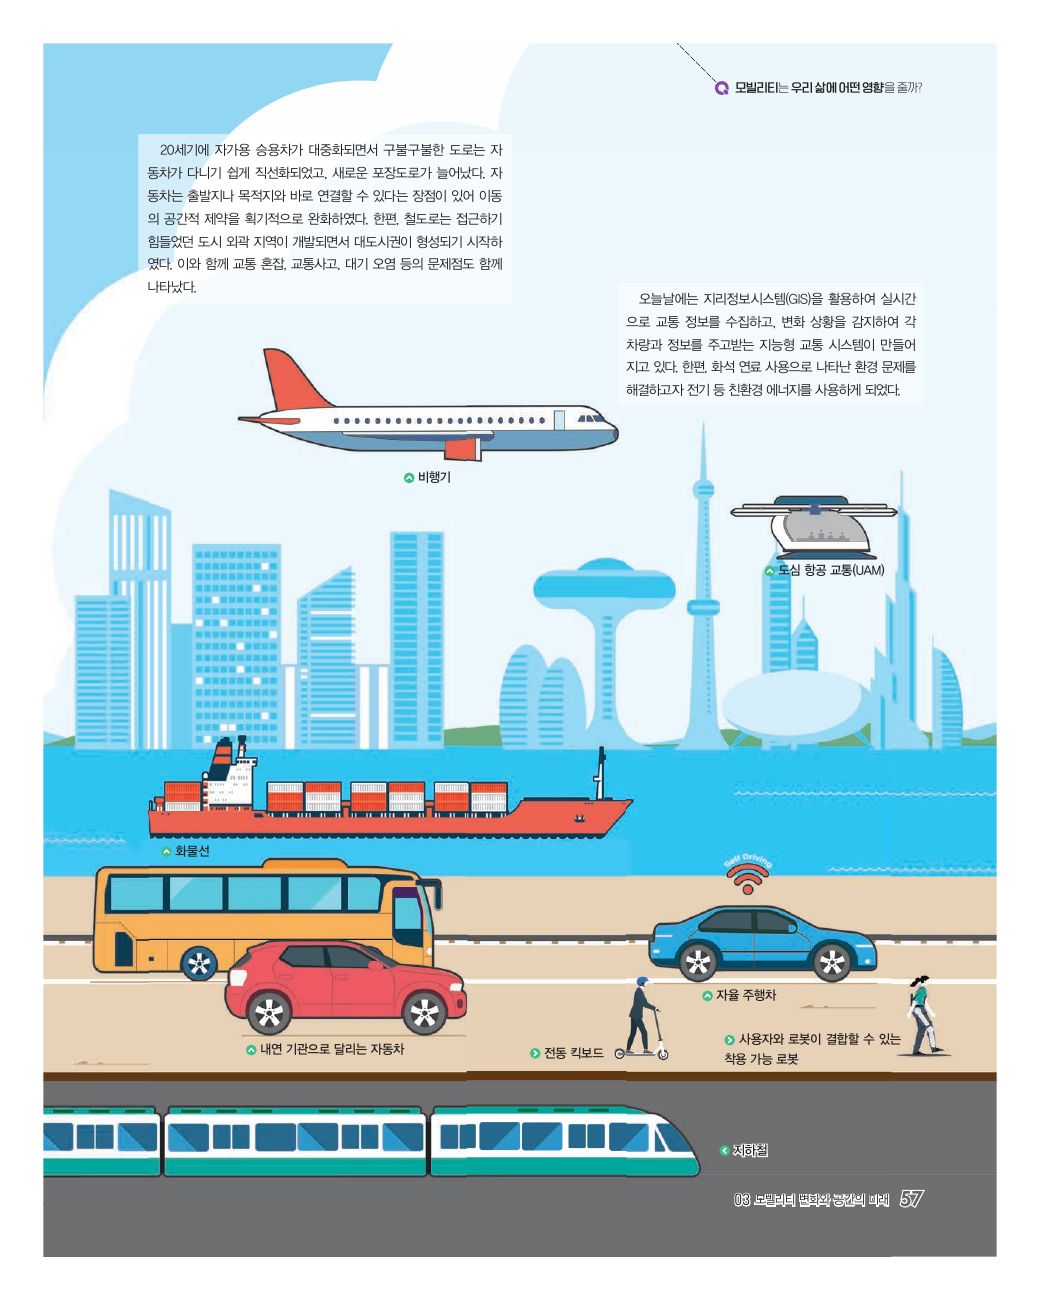 모빌리티는 우리 삶에 어떤 영향을 줄까?
20세기에 자가용 승용차가 대중화되면서 구불구불한 도로는 자
동차가 다니기 쉽게 직선화되었고, 새로운 포장도로가 늘어났다. 자
동차는 출발지나 목적지와 바로 연결할 수 있다는 장점이 있어 이동
의 공간적 제약을 획기적으로 완화하였다. 한편, 철도로는 접근하기
힘들었던 도시 외곽 지역이 개발되면서 대도시권이 형성되기 시작하
였다. 이와 함께 교통 혼잡, 교통사고, 대기 오염 등의 문제점도 함께
나타났다.
오늘날에는 지리정보시스템(GIS)을 활용하여 실시간
으로 교통 정보를 수집하고, 변화 상황을 감지하여 각
차량과 정보를 주고받는 지능형 교통 시스템이 만들어
지고 있다. 한편, 화석 연료 사용으로 나타난 환경 문제를
해결하고자 전기 등 친환경 에너지를 사용하게 되었다.
비행기
도심 항공 교통(UAM)
화물선
Self Driving
자율 주행차
내연 기관으로 달리는 자동차
전동 킥보드
사용자와 로봇이 결합할 수 있는
착용 가능 로봇
지하철
03 모빌리티 변화와 공간의 미래 57